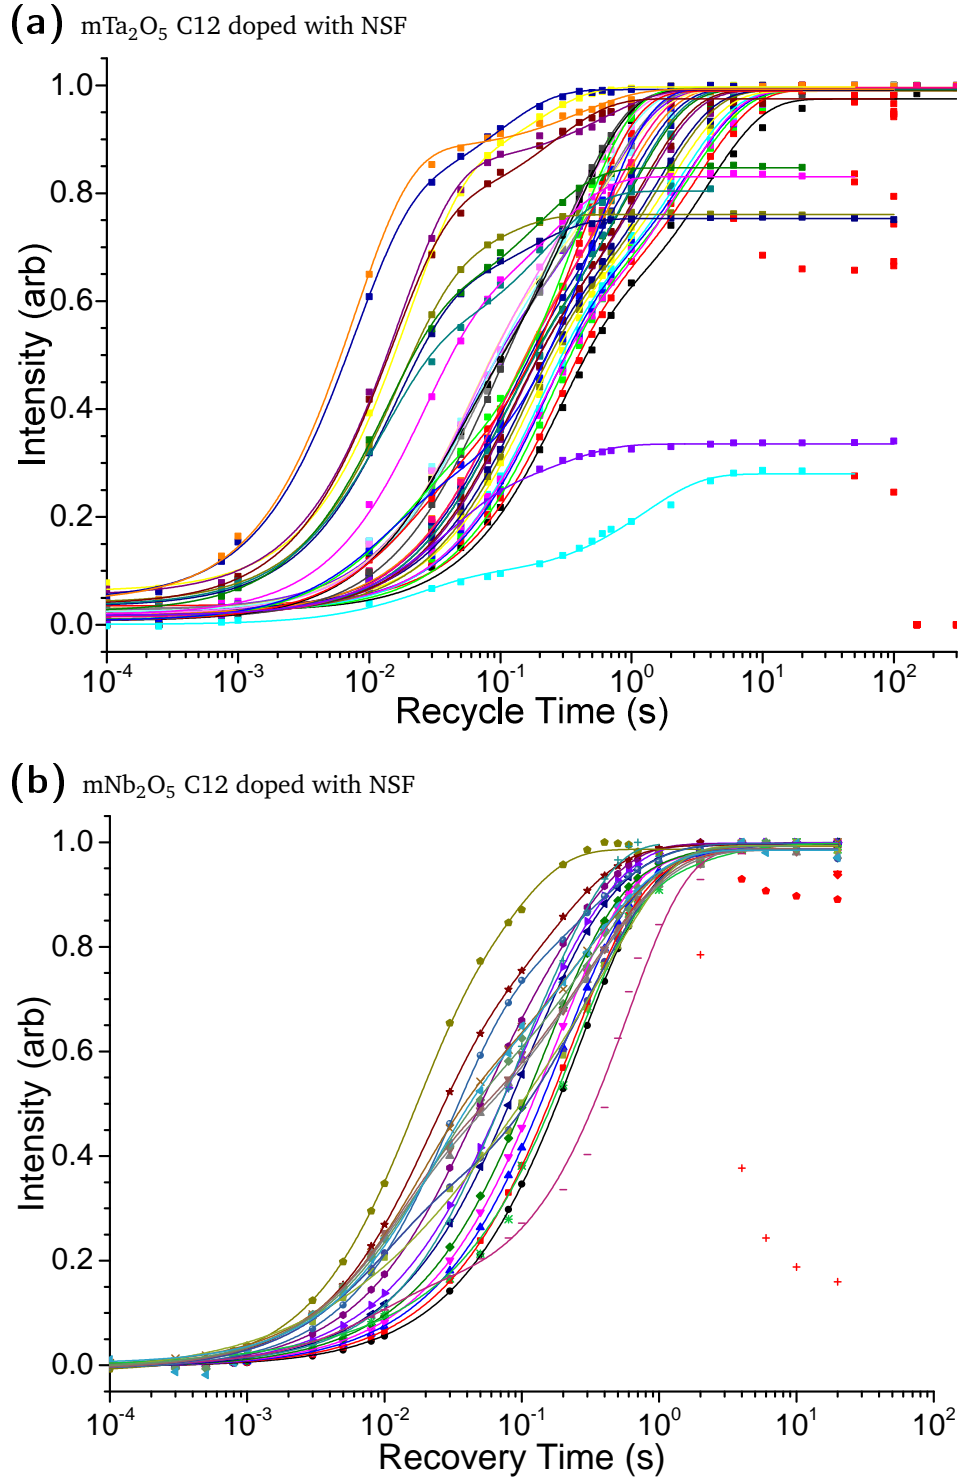 (a) mTa₂O₅ C12 doped with NSF
1.0
0.8
0.6
0.4
0.2
0.0
Intensity (arb)
10⁻⁴ 10⁻³ 10⁻² 10⁻¹ 10⁰ 10¹ 10²
Recycle Time (s)
(b) mNb₂O₅ C12 doped with NSF
1.0
0.8
0.6
0.4
0.2
0.0
Intensity (arb)
10⁻⁴ 10⁻³ 10⁻² 10⁻¹ 10⁰ 10¹ 10²
Recovery Time (s)